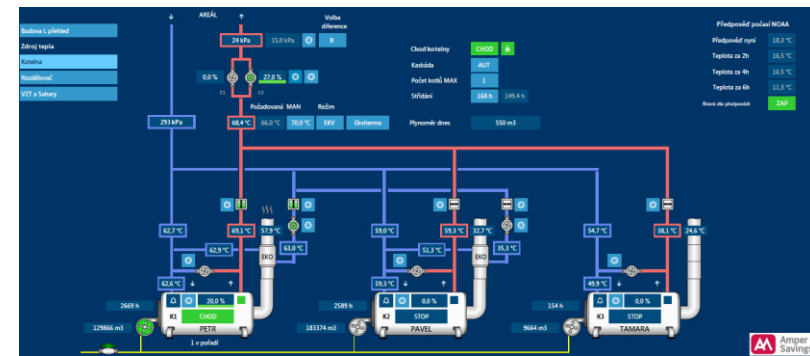 AREÁL
Volba
diference
Předpověď počasí NOAA
Budova L přehled
Zdroj tepla
Kotelna
Rozdělovač
VZT a Sahary
24 kPa
25,0 kPa
8
Předpověď nyní
18,3 °C
Chod kotelny
CHOD
Teplota za 2h
16,5 °C
Kaskáda
AUT
Teplota za 4h
16,5 °C
0,0 %
27,0 %
Počet kotlů MAX
1
Teplota za 6h
11,3 °C
Střídání
168 h
149,4 h
ZAP
Požadovaná
MAN
Režim
293 kPa
68,4 °C
66,0 °C
70,0 °C
EKV
Ekviterma
Plynoměr dnes
550 m3
62,7 °C
69,1 °C
57,9 °C
59,0 °C
59,3 °C
32,7 °C
54,7 °C
38,1 °C
24,6 °C
62,9 °C
63,0 °C
51,3 °C
35,3 °C
EKO
EKO
62,6 °C
59,3 °C
49,9 °C
2669 h
20,0 %
2589 h
0,0 %
154 h
0,0 %
K1
CHOD
K2
STOP
K3
STOP
129866 m3
PETR
183374 m3
PAVEL
9664 m3
TAMARA
1 v pořadí
Amper
Savings